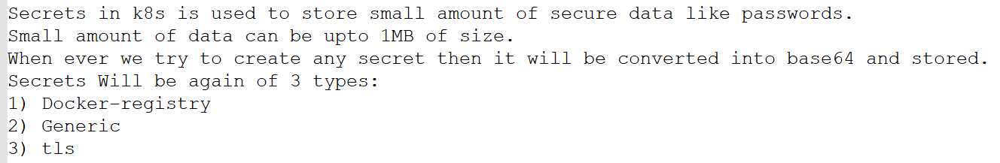 Secrets in k8s is used to store small amount of secure data like passwords.
Small amount of data can be upto 1MB of size.
When ever we try to create any secret then it will be converted into base64 and stored.
Secrets Will be again of 3 types:
1) Docker-registry
2) Generic
3) tls